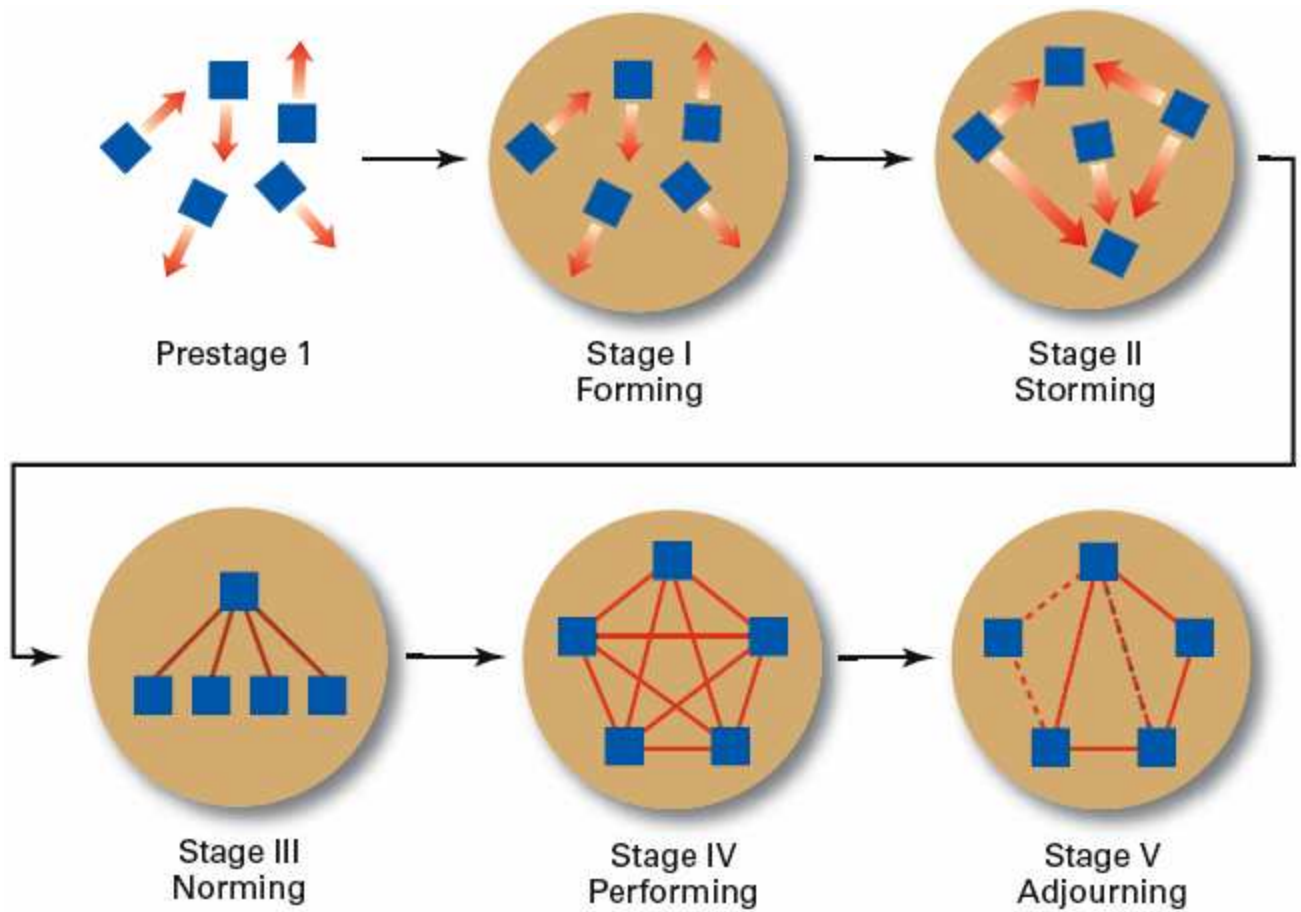 Prestage 1
Stage I
Forming
Stage II
Storming
Stage III
Norming
Stage IV
Performing
Stage V
Adjourning